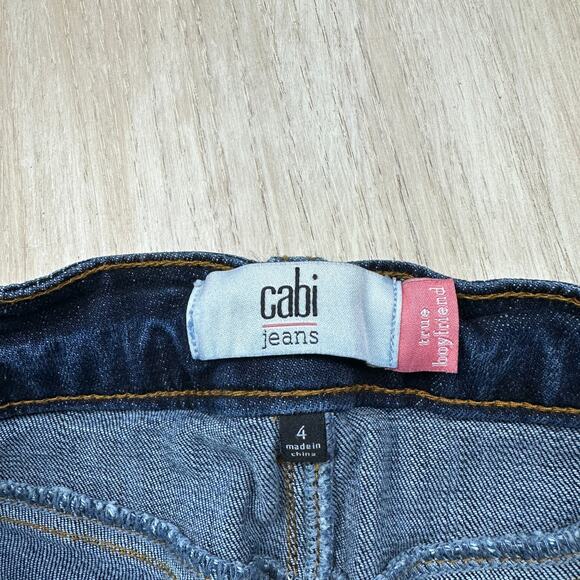 cabi
jeans
true
boyfriend
4
made in
china